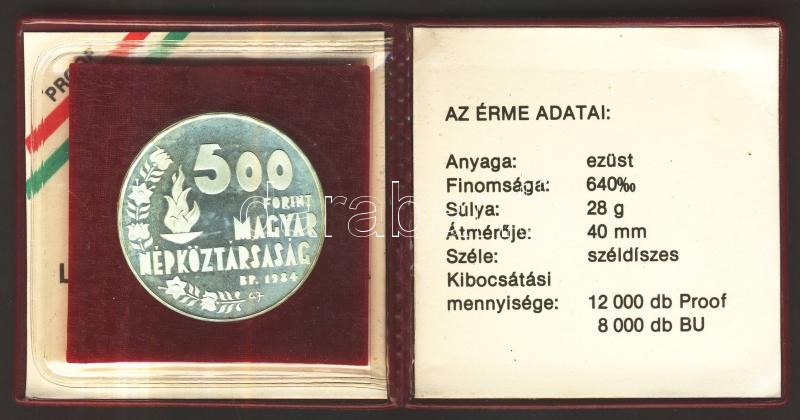 PROOF
500
FORINT
MAGYAR
NÉPKÖZTÁRSASÁG
BP. 1984
L
AZ ÉRME ADATAI:
Anyaga: ezüst
Finomsága: 640‰
Súlya: 28 g
Átmérője: 40 mm
Széle: széldíszes
Kibocsátási
mennyisége: 12 000 db Proof
8 000 db BU